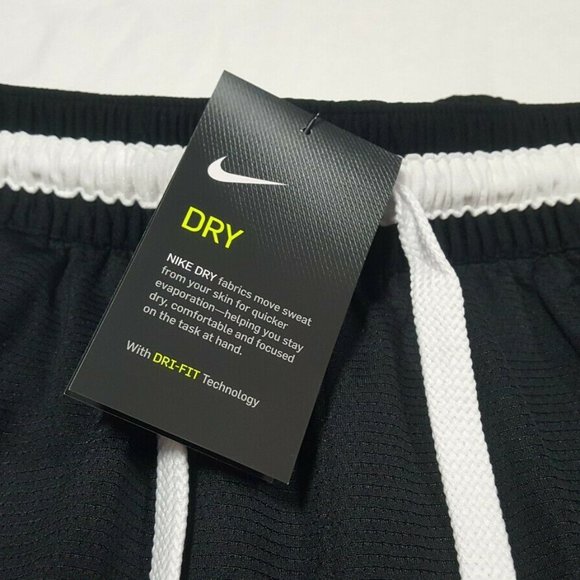 DRY
NIKE DRY fabrics move sweat
from your skin for quicker
evaporation—helping you stay
dry, comfortable and focused
on the task at hand.
With DRI-FIT Technology